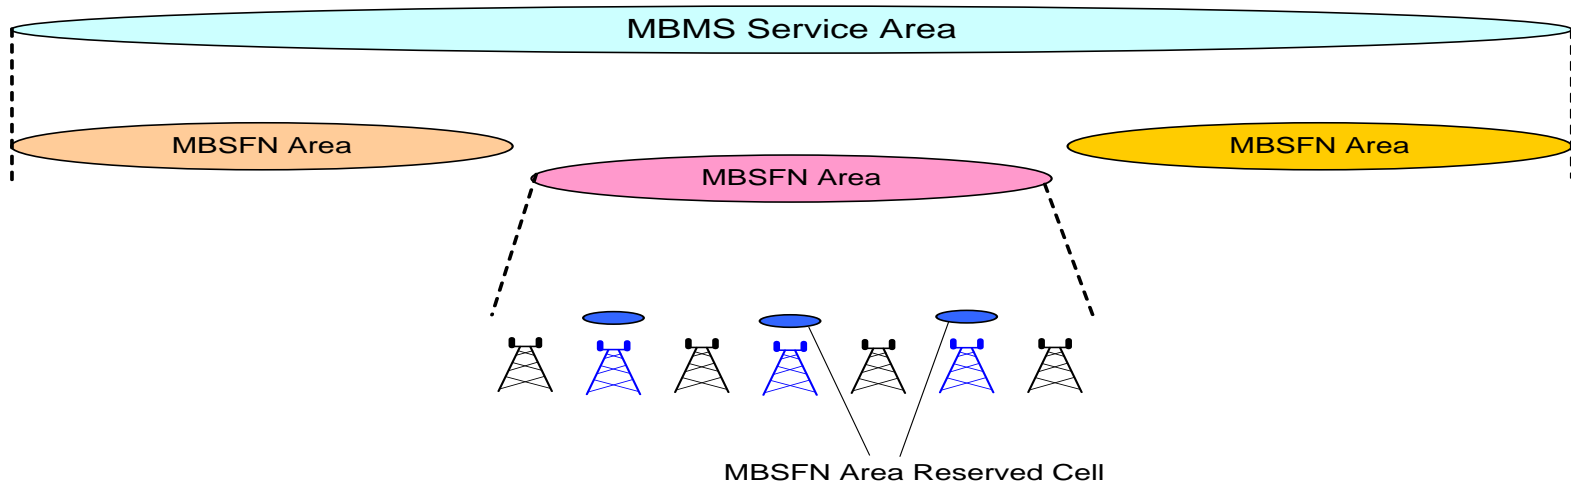 MBMS Service Area
MBSFN Area
MBSFN Area
MBSFN Area
MBSFN Area Reserved Cell